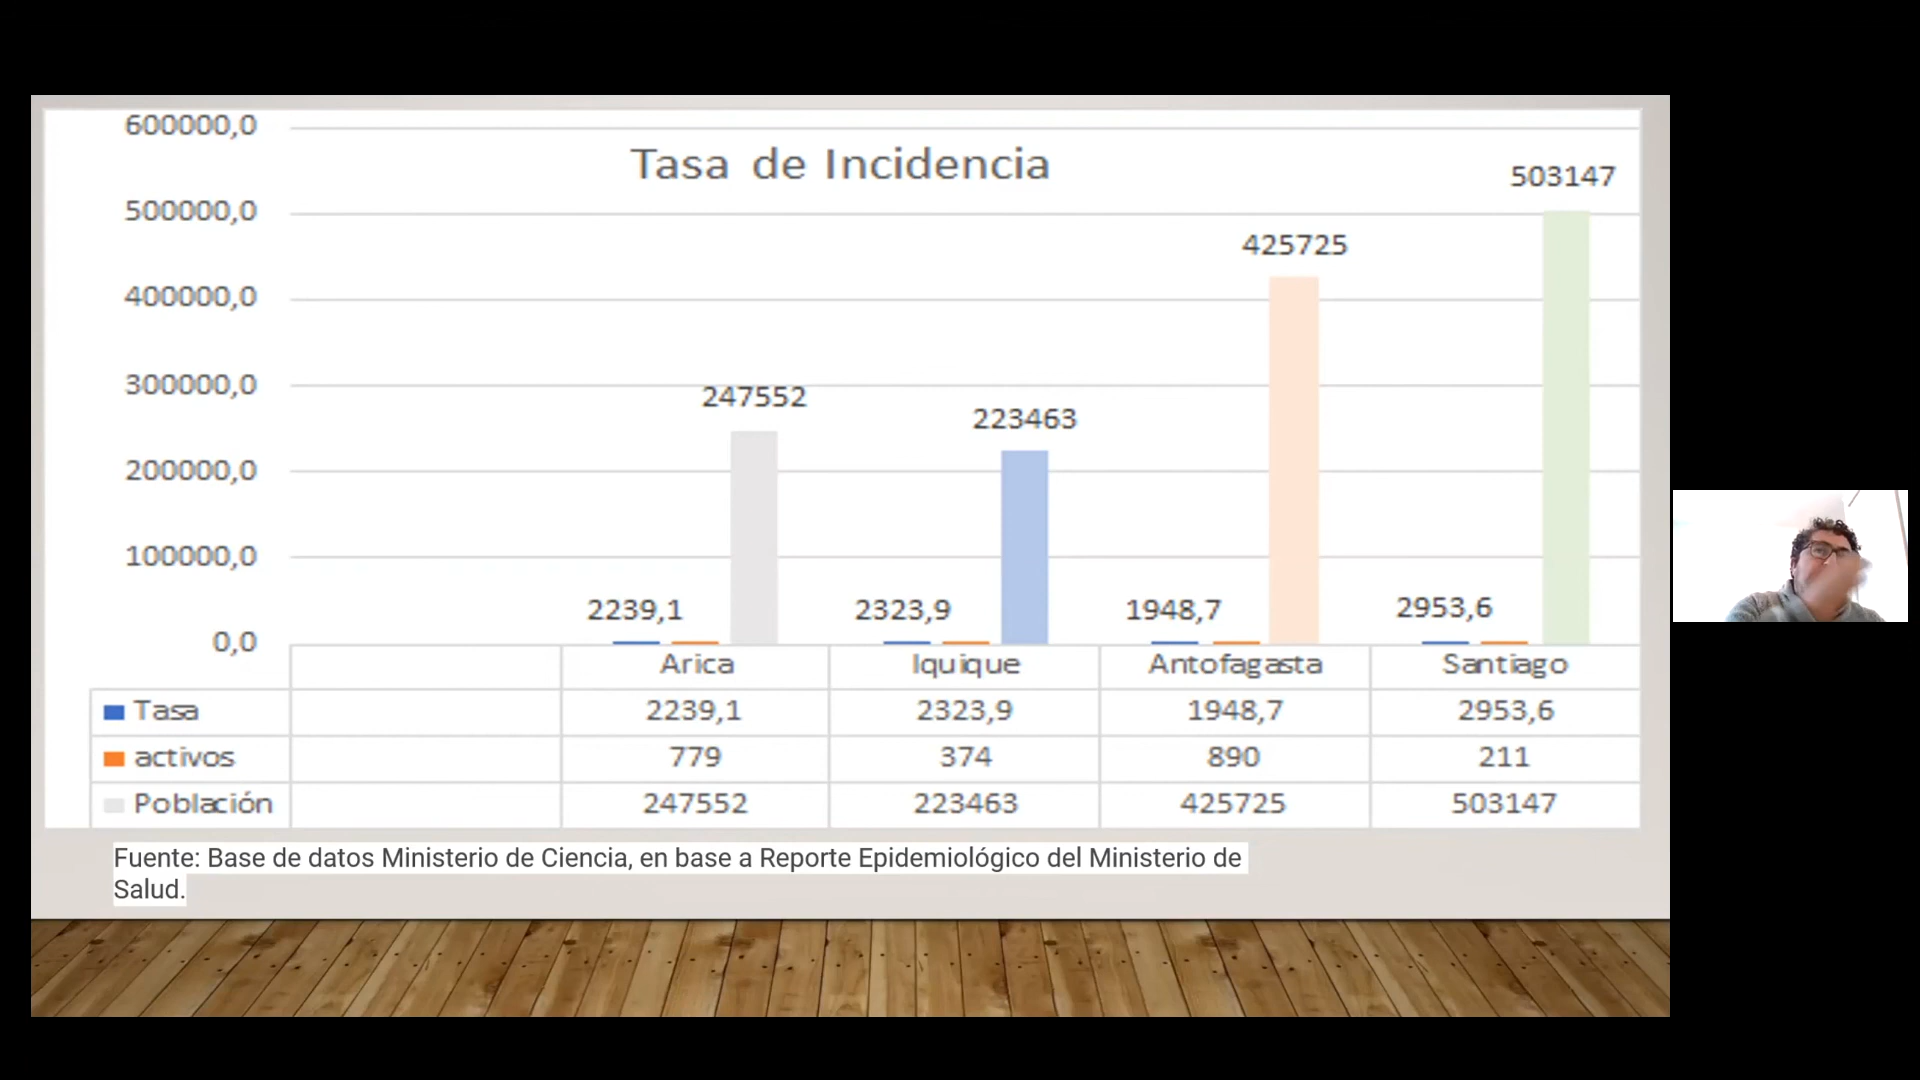 Tasa de Incidencia
600000,0
500000,0
400000,0
300000,0
200000,0
100000,0
0,0
503147
425725
247552
223463
2239,1
2323,9
1948,7
2953,6
Arica Iquique Antofagasta Santiago
Tasa 2239,1 2323,9 1948,7 2953,6
activos 779 374 890 211
Población 247552 223463 425725 503147
Fuente: Base de datos Ministerio de Ciencia, en base a Reporte Epidemiológico del Ministerio de
Salud.